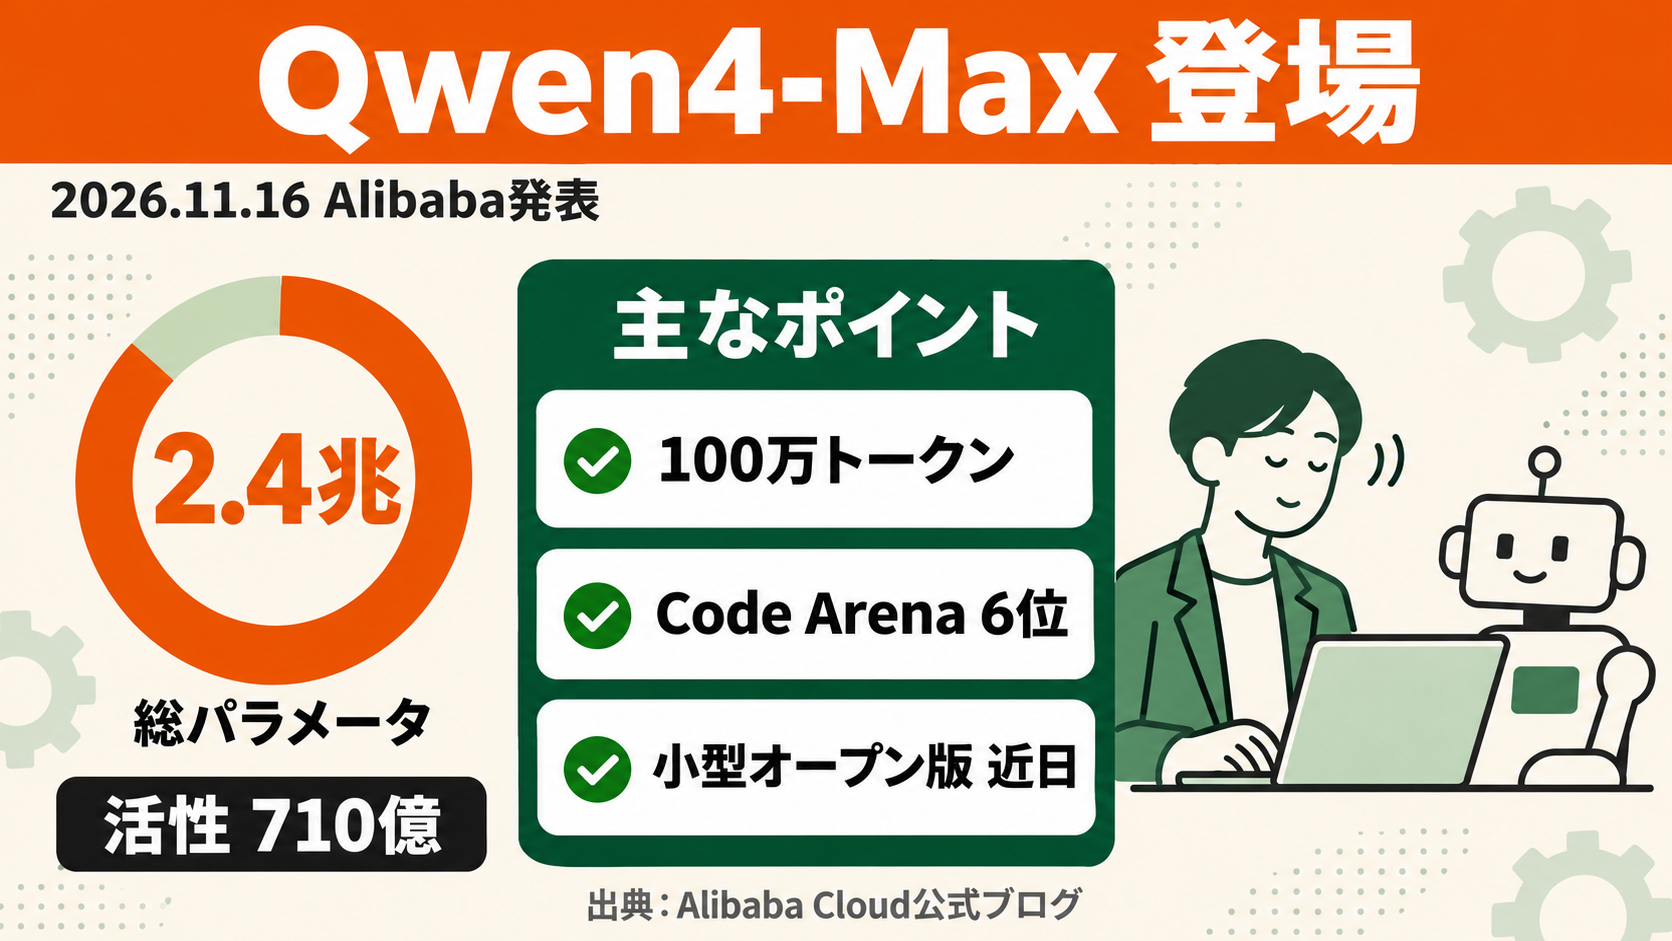 Qwen4-Max 登場
2026.11.16 Alibaba発表
2.4兆
総パラメータ
活性 710億
主なポイント
100万トークン
Code Arena 6位
小型オープン版 近日
出典：Alibaba Cloud公式ブログ